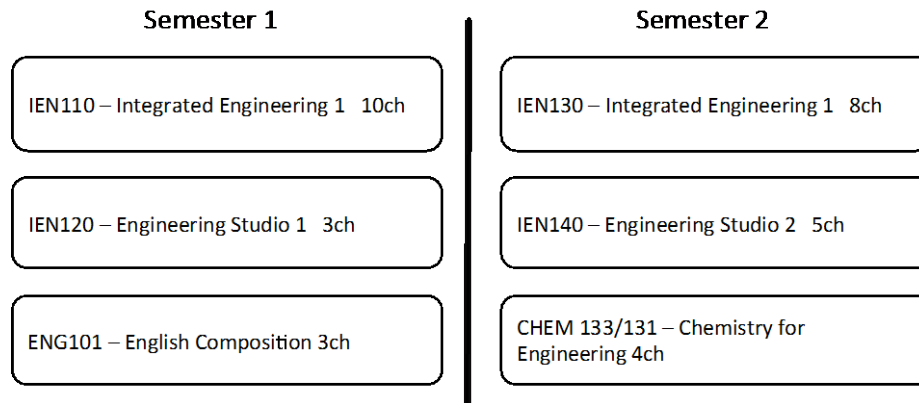 Semester 1
IEN110 – Integrated Engineering 1 10ch
IEN120 – Engineering Studio 1 3ch
ENG101 – English Composition 3ch
Semester 2
IEN130 – Integrated Engineering 1 8ch
IEN140 – Engineering Studio 2 5ch
CHEM 133/131 – Chemistry for
Engineering 4ch